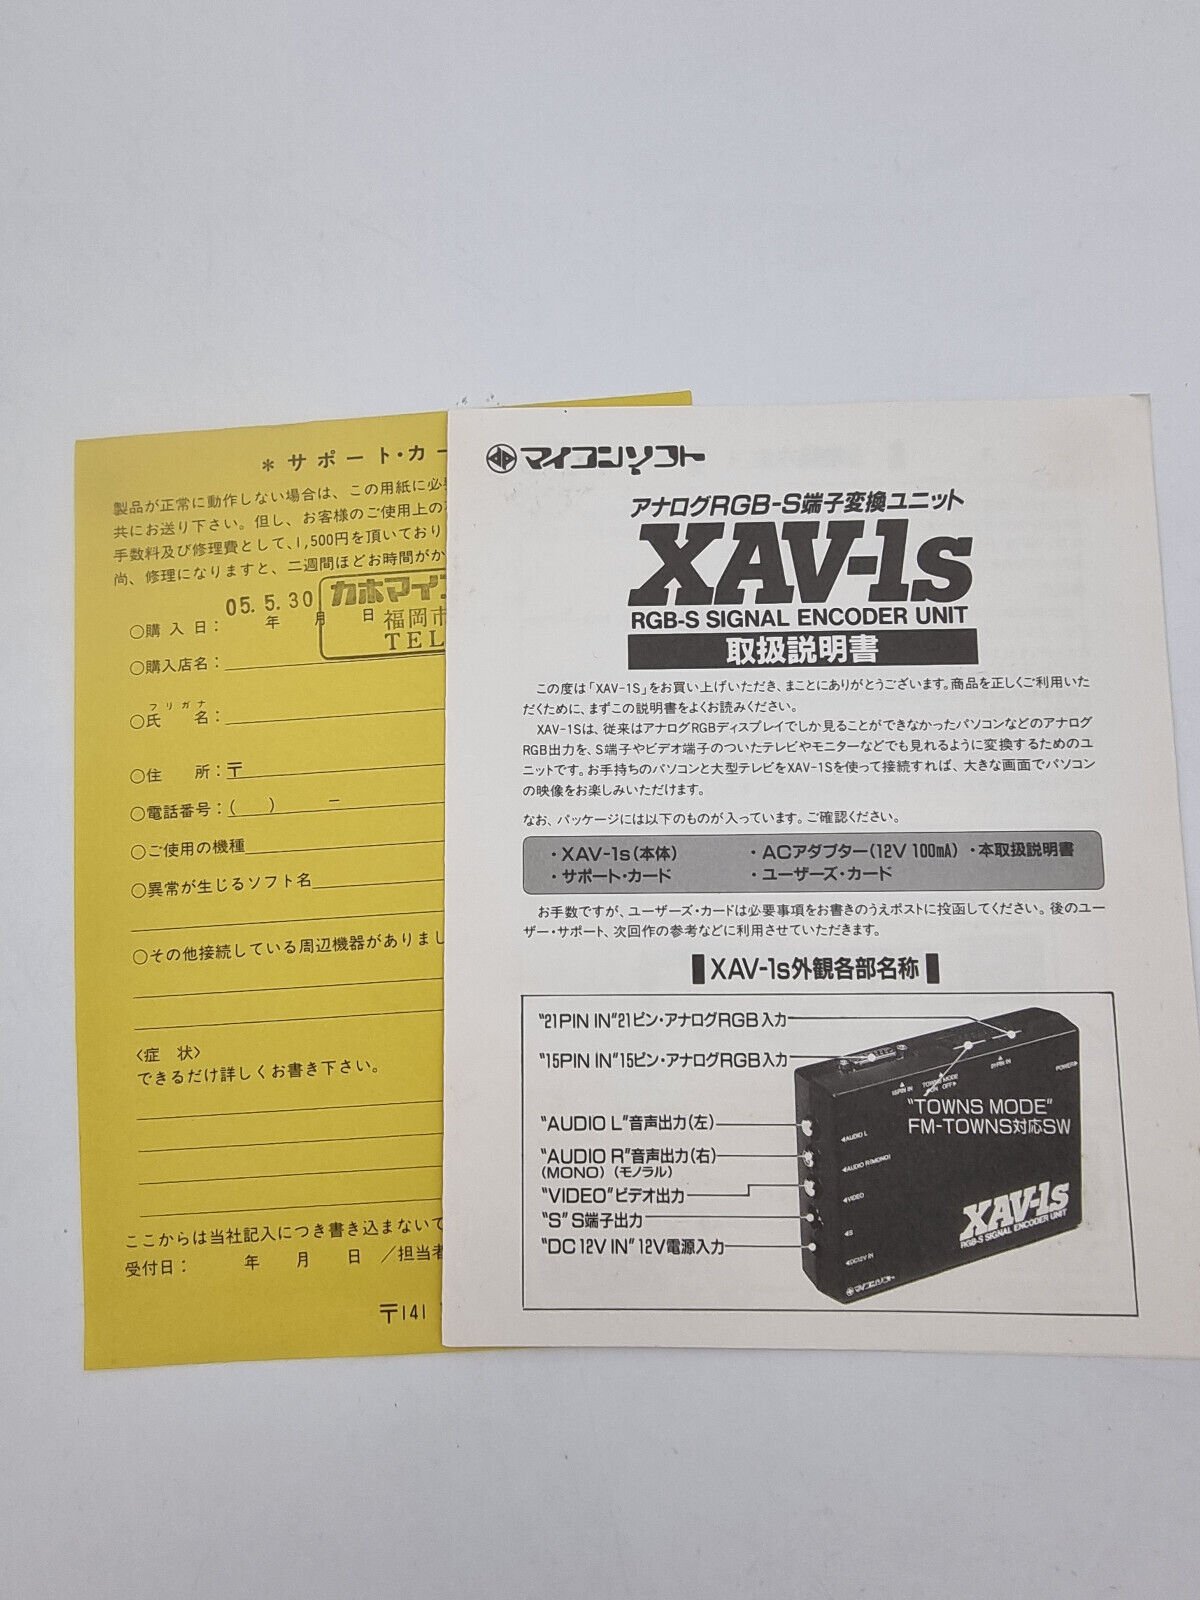 ＊サポート・カー
製品が正常に動作しない場合は、この用紙に必
共にお送り下さい。但し、お客様のご使用上の
手数料及び修理費として、1,500円を頂いており
尚、修理になりますと、二週間ほどお時間がか
05.5.30
カホマイコ
福岡市
TEL
○購入日： 年 月 日
○購入店名：
フリガナ
○氏 名：
○住 所：〒
○電話番号：( ) －
○ご使用の機種
○異常が生じるソフト名
○その他接続している周辺機器がありまし
〈症 状〉
できるだけ詳しくお書き下さい。
ここからは当社記入につき書き込まないで
受付日： 年 月 日 ／担当者
〒141
マイコンソフト
アナログRGB-S端子変換ユニット
XAV-1s
RGB-S SIGNAL ENCODER UNIT
取扱説明書
この度は「XAV-1S」をお買い上げいただき、まことにありがとうございます。商品を正しくご利用いた
だくために、まずこの説明書をよくお読みください。
XAV-1Sは、従来はアナログRGBディスプレイでしか見ることができなかったパソコンなどのアナログ
RGB出力を、S端子やビデオ端子のついたテレビやモニターなどでも見れるように変換するためのユ
ニットです。お手持ちのパソコンと大型テレビをXAV-1Sを使って接続すれば、大きな画面でパソコン
の映像をお楽しみいただけます。
なお、パッケージには以下のものが入っています。ご確認ください。
・XAV-1s(本体) ・ACアダプター(12V 100mA) ・本取扱説明書
・サポート・カード ・ユーザーズ・カード
お手数ですが、ユーザーズ・カードは必要事項をお書きのうえポストに投函してください。後のユー
ザー・サポート、次回作の参考などに利用させていただきます。
XAV-1s外観各部名称
"21PIN IN"21ピン・アナログRGB入力
"15PIN IN"15ピン・アナログRGB入力
"AUDIO L"音声出力(左)
"AUDIO R"音声出力(右)
(MONO)(モノラル)
"VIDEO"ビデオ出力
"S"S端子出力
"DC12V IN"12V電源入力
15PIN IN
TOWNS MODE
ON OFF
21PIN IN
POWER
"TOWNS MODE"
FM-TOWNS対応SW
◀AUDIO L
◀AUDIO R(MONO)
◀VIDEO
◀S
◀DC12V IN
XAV-1s
RGB-S SIGNAL ENCODER UNIT
マイコンソフト